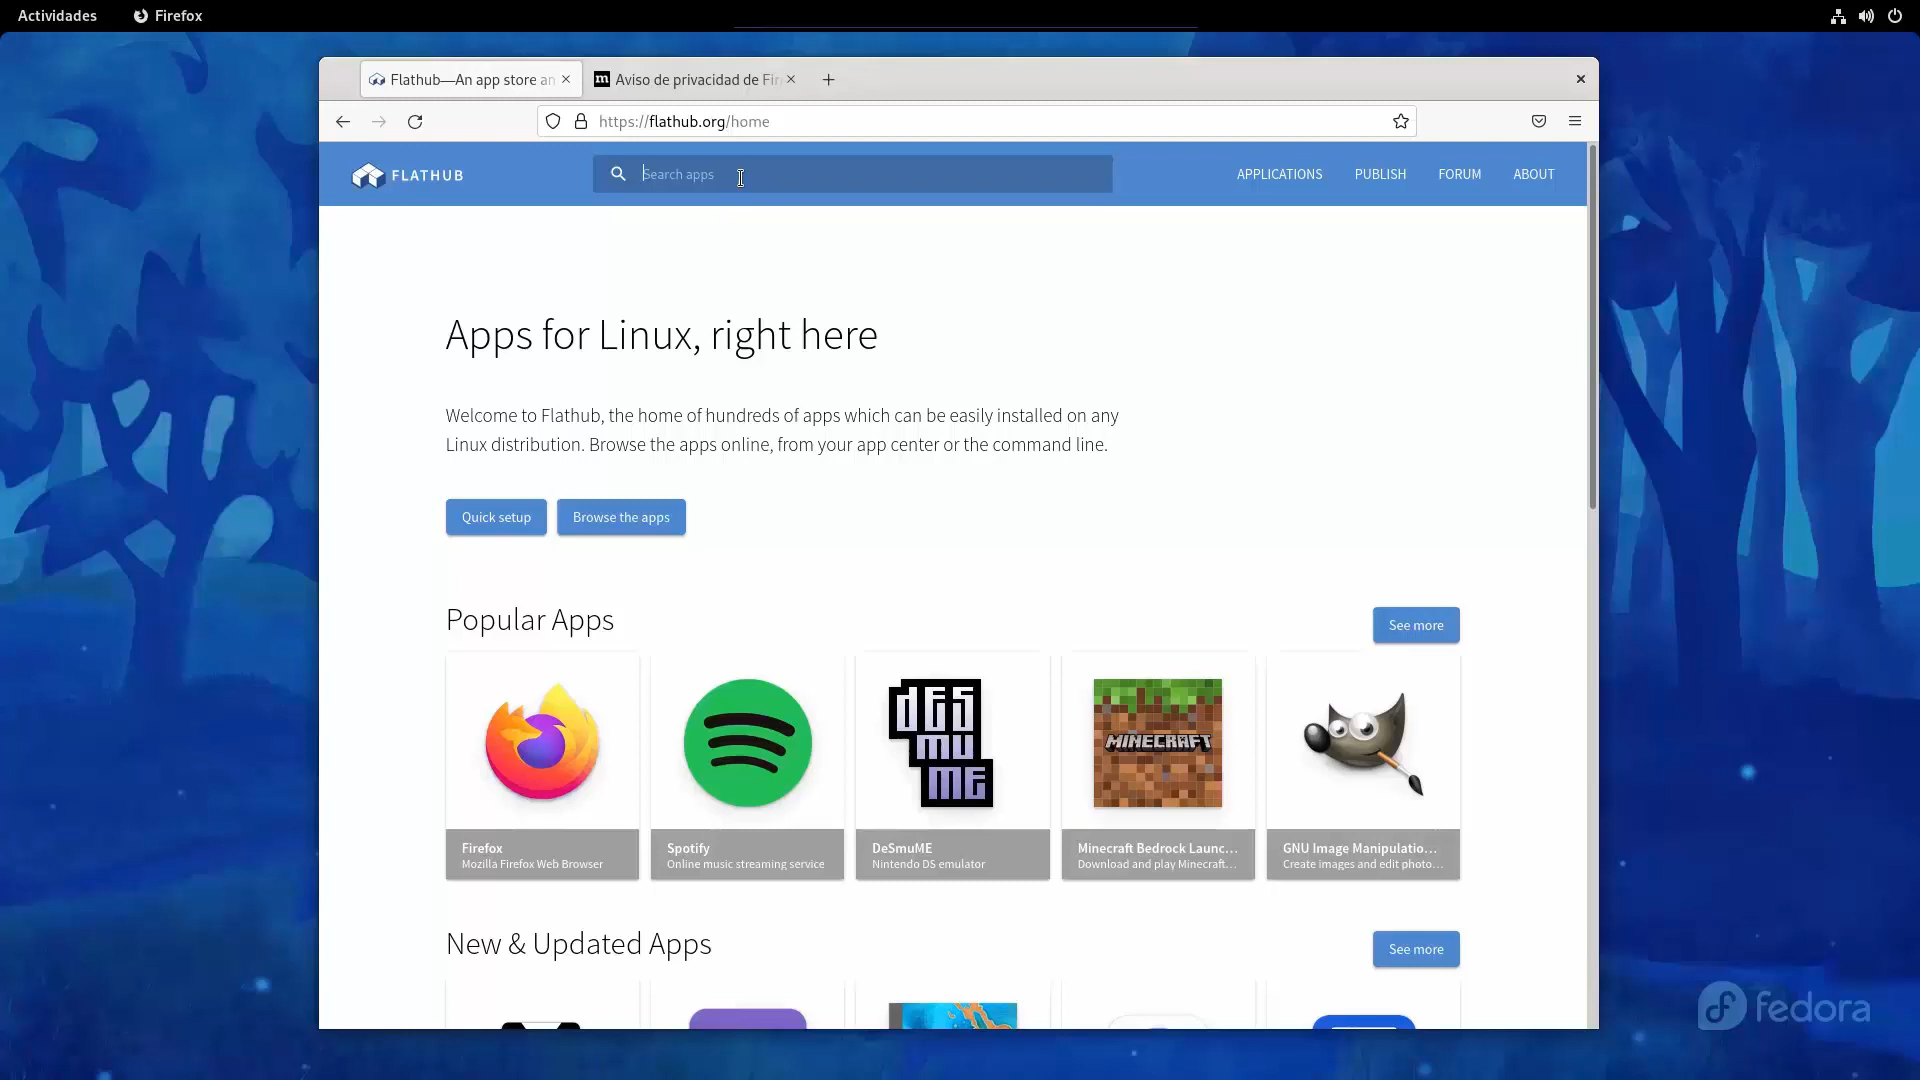 Actividades
Firefox
Flathub—An app store an
Aviso de privacidad de Fir
https://flathub.org/home
FLATHUB
Search apps
APPLICATIONS
PUBLISH
FORUM
ABOUT
Apps for Linux, right here
Welcome to Flathub, the home of hundreds of apps which can be easily installed on any
Linux distribution. Browse the apps online, from your app center or the command line.
Quick setup
Browse the apps
Popular Apps
See more
DeSmuME
MINECRAFT
Firefox
Mozilla Firefox Web Browser
Spotify
Online music streaming service
DeSmuME
Nintendo DS emulator
Minecraft Bedrock Launc...
Download and play Minecraft...
GNU Image Manipulatio...
Create images and edit photo...
New & Updated Apps
See more
fedora